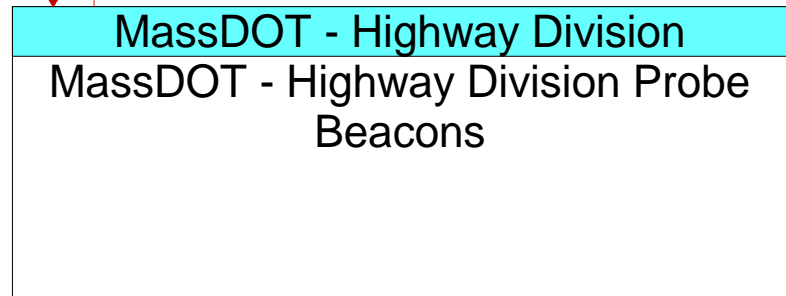 MassDOT - Highway Division
MassDOT - Highway Division Probe
Beacons